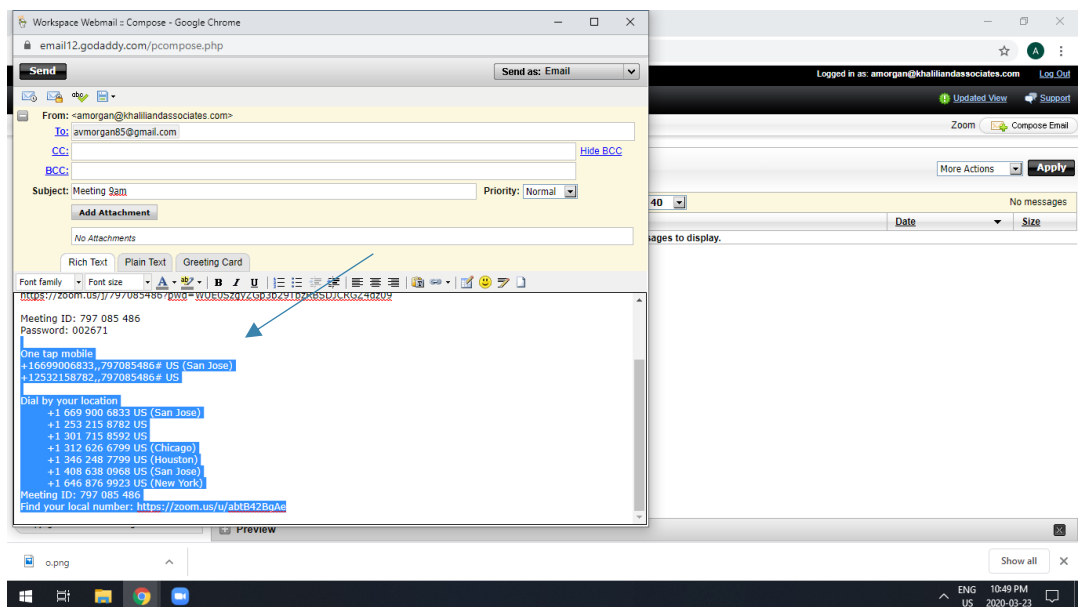 Workspace Webmail :: Compose - Google Chrome
email12.godaddy.com/pcompose.php
A
Send
Send as: Email
Logged in as: amorgan@khaliliandassociates.com Log Out
abc
Updated View Support
From: <amorgan@khaliliandassociates.com>
Zoom Compose Email
To: avmorgan85@gmail.com
CC: Hide BCC
BCC:
More Actions Apply
Subject: Meeting 9am Priority: Normal
40 No messages
Add Attachment
Date Size
No Attachments
sages to display.
Rich Text Plain Text Greeting Card
Font family Font size A ab B I U
Meeting ID: 797 085 486
Password: 002671
One tap mobile
+16699006833,,797085486# US (San Jose)
+12532158782,,797085486# US
Dial by your location
+1 669 900 6833 US (San Jose)
+1 253 215 8782 US
+1 301 715 8592 US
+1 312 626 6799 US (Chicago)
+1 346 248 7799 US (Houston)
+1 408 638 0968 US (San Jose)
+1 646 876 9923 US (New York)
Meeting ID: 797 085 486
Find your local number: https://zoom.us/u/abtB42BgAe
Preview
o.png
Show all
ENG 10:49 PM
US 2020-03-23